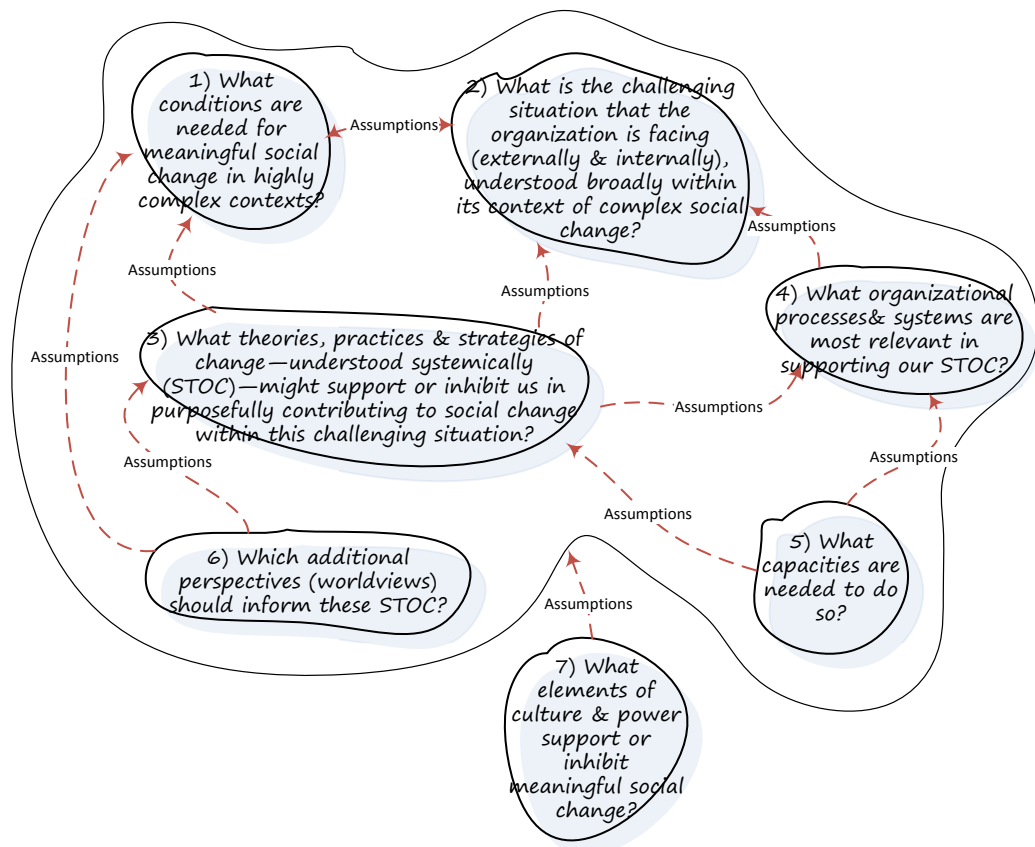 1) What
conditions are
needed for
meaningful social
change in highly
complex contexts?
Assumptions
2) What is the challenging
situation that the
organization is facing
(externally & internally),
understood broadly within
its context of complex social
change?
Assumptions
Assumptions
Assumptions
4) What organizational
processes& systems are
most relevant in
supporting our STOC?
3) What theories, practices & strategies of
change—understood systemically
(STOC)—might support or inhibit us in
purposefully contributing to social change
within this challenging situation?
Assumptions
Assumptions
Assumptions
Assumptions
Assumptions
6) Which additional
perspectives (worldviews)
should inform these STOC?
5) What
capacities are
needed to do
so?
Assumptions
7) What
elements of
culture & power
support or
inhibit
meaningful social
change?